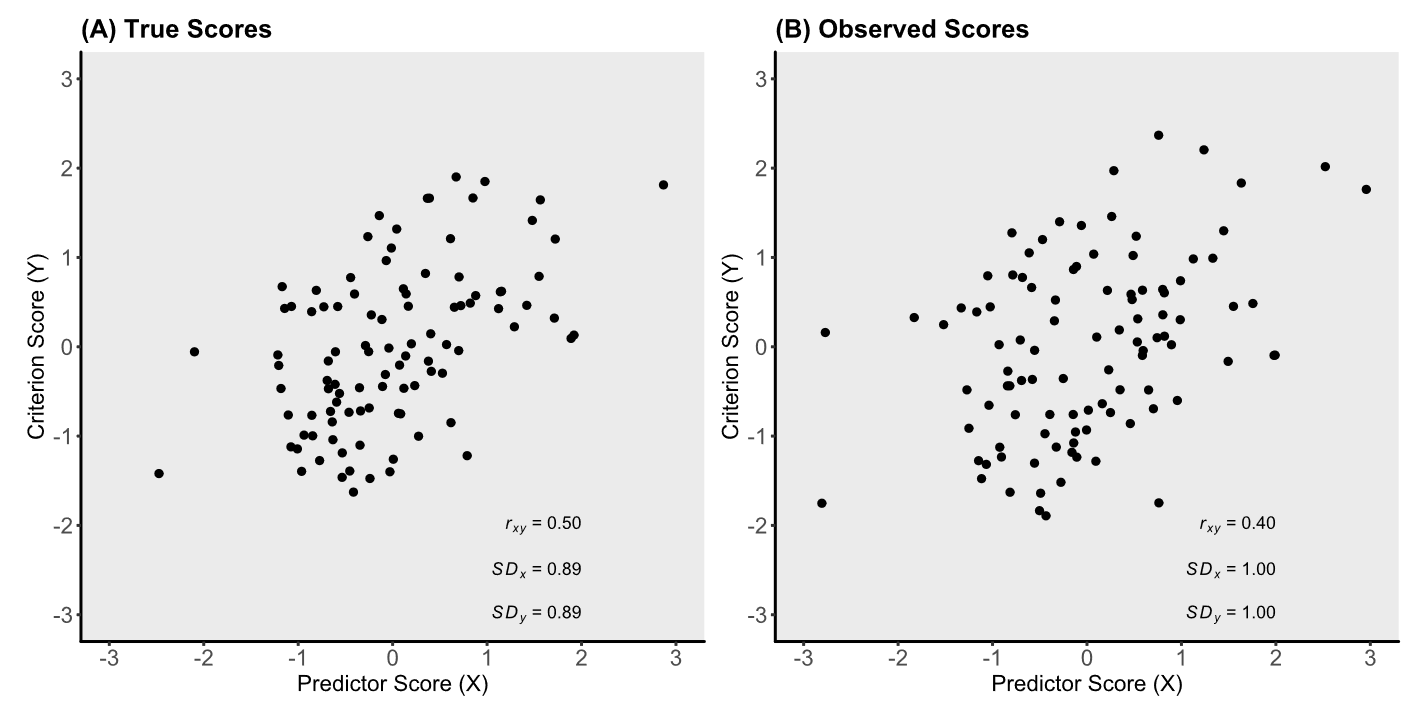 (A) True Scores
Criterion Score (Y)
3
2
1
0
-1
-2
-3
r_xy = 0.50
SD_x = 0.89
SD_y = 0.89
-3 -2 -1 0 1 2 3
Predictor Score (X)
(B) Observed Scores
Criterion Score (Y)
3
2
1
0
-1
-2
-3
r_xy = 0.40
SD_x = 1.00
SD_y = 1.00
-3 -2 -1 0 1 2 3
Predictor Score (X)